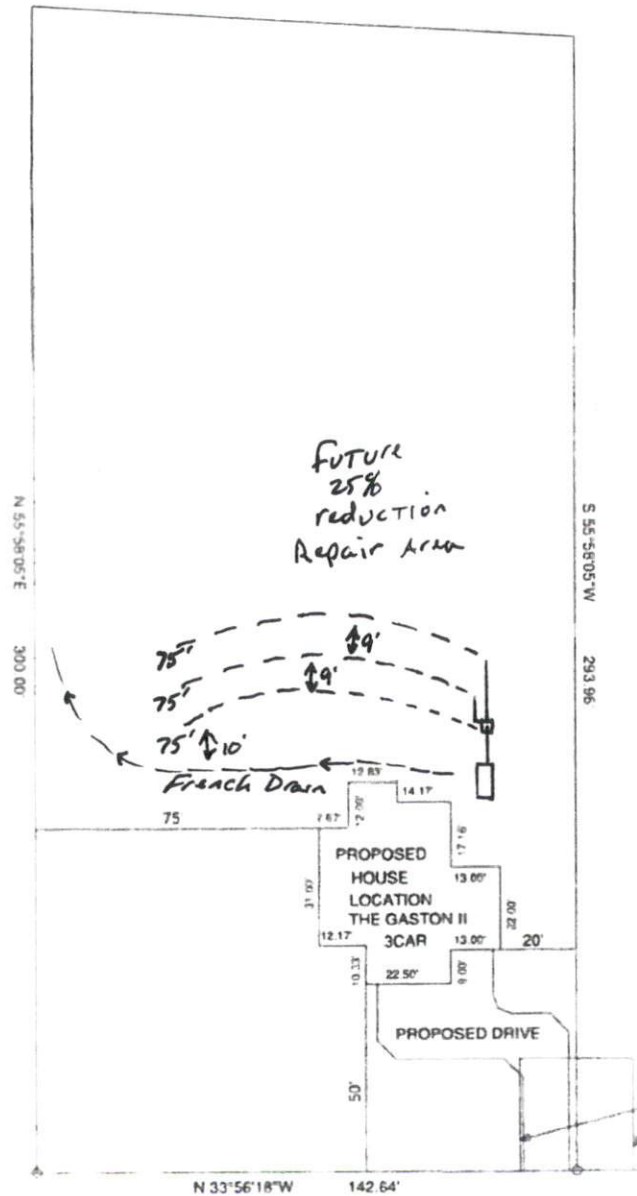 Future
25%
reduction
Repair Area
N 55°58'05"E
300.00'
S 55°58'05"W
293.96'
75'
9'
75'
9'
75'
10'
French Drain
12.83'
14.17'
75
7.67'
12.00'
17.16'
PROPOSED
HOUSE
LOCATION
THE GASTON II
3CAR
13.00'
31.00'
22.00'
12.17'
13.00'
20'
10.33'
22.50'
9.00'
PROPOSED DRIVE
50'
N 33°56'18"W
142.64'